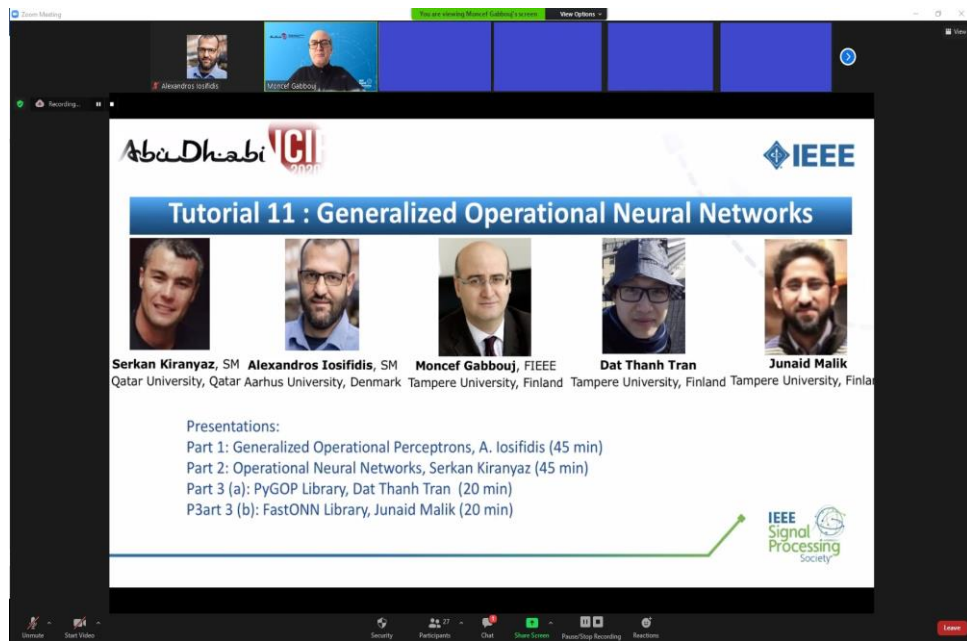 Zoom Meeting
You are viewing Moncef Gabbouj's screen View Options
View
Alexandros Iosifidis
Moncef Gabbouj
Recording...
Abu Dhabi ICIP 2020
IEEE
Tutorial 11 : Generalized Operational Neural Networks
Serkan Kiranyaz, SM Alexandros Iosifidis, SM Moncef Gabbouj, FIEEE Dat Thanh Tran Junaid Malik
Qatar University, Qatar Aarhus University, Denmark Tampere University, Finland Tampere University, Finland Tampere University, Finla
Presentations:
Part 1: Generalized Operational Perceptrons, A. Iosifidis (45 min)
Part 2: Operational Neural Networks, Serkan Kiranyaz (45 min)
Part 3 (a): PyGOP Library, Dat Thanh Tran (20 min)
P3art 3 (b): FastONN Library, Junaid Malik (20 min)
IEEE
Signal
Processing
Society
27
Unmute Start Video Security Participants Chat Share Screen Pause/Stop Recording Reactions Leave